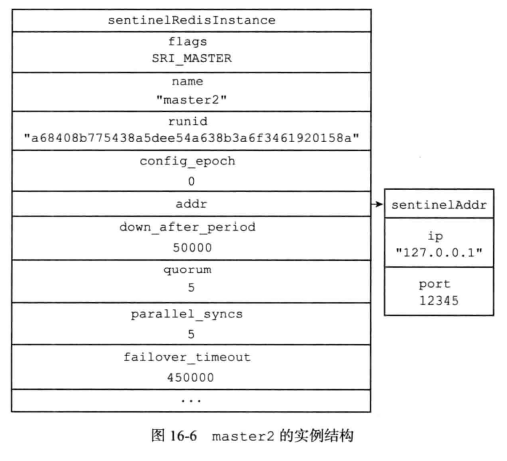 sentinelRedisInstance
flags
SRI_MASTER
name
"master2"
runid
"a68408b775438a5dee54a638b3a6f3461920158a"
config_epoch
0
addr
down_after_period
50000
quorum
5
parallel_syncs
5
failover_timeout
450000
...
sentinelAddr
ip
"127.0.0.1"
port
12345
图 16-6 master2 的实例结构